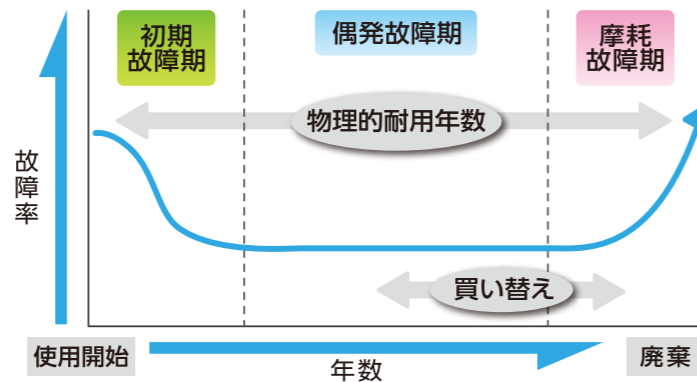 初期
故障期
偶発故障期
摩耗
故障期
物理的耐用年数
故障率
買い替え
使用開始
年数
廃棄